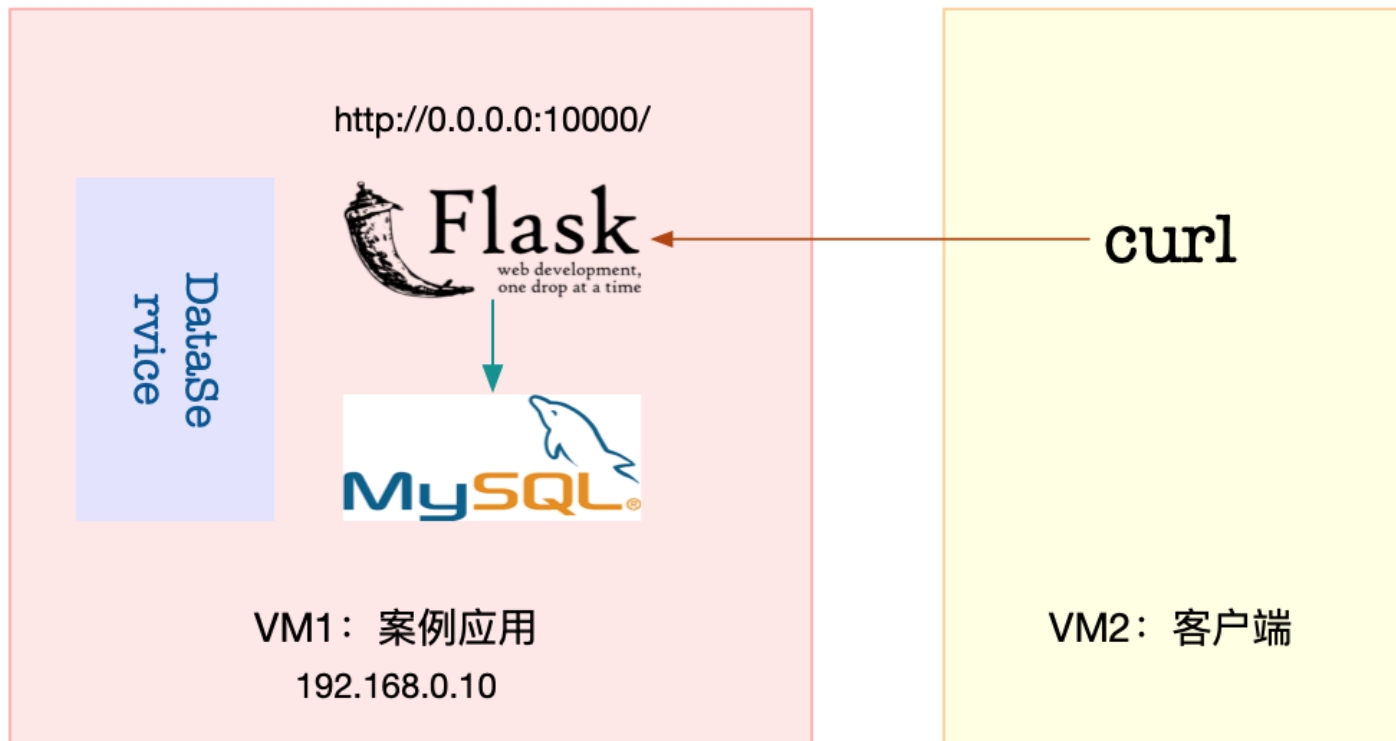 http://0.0.0.0:10000/
Flask
web development,
one drop at a time
curl
DataSe
rvice
MySQL®
VM1：案例应用
192.168.0.10
VM2：客户端